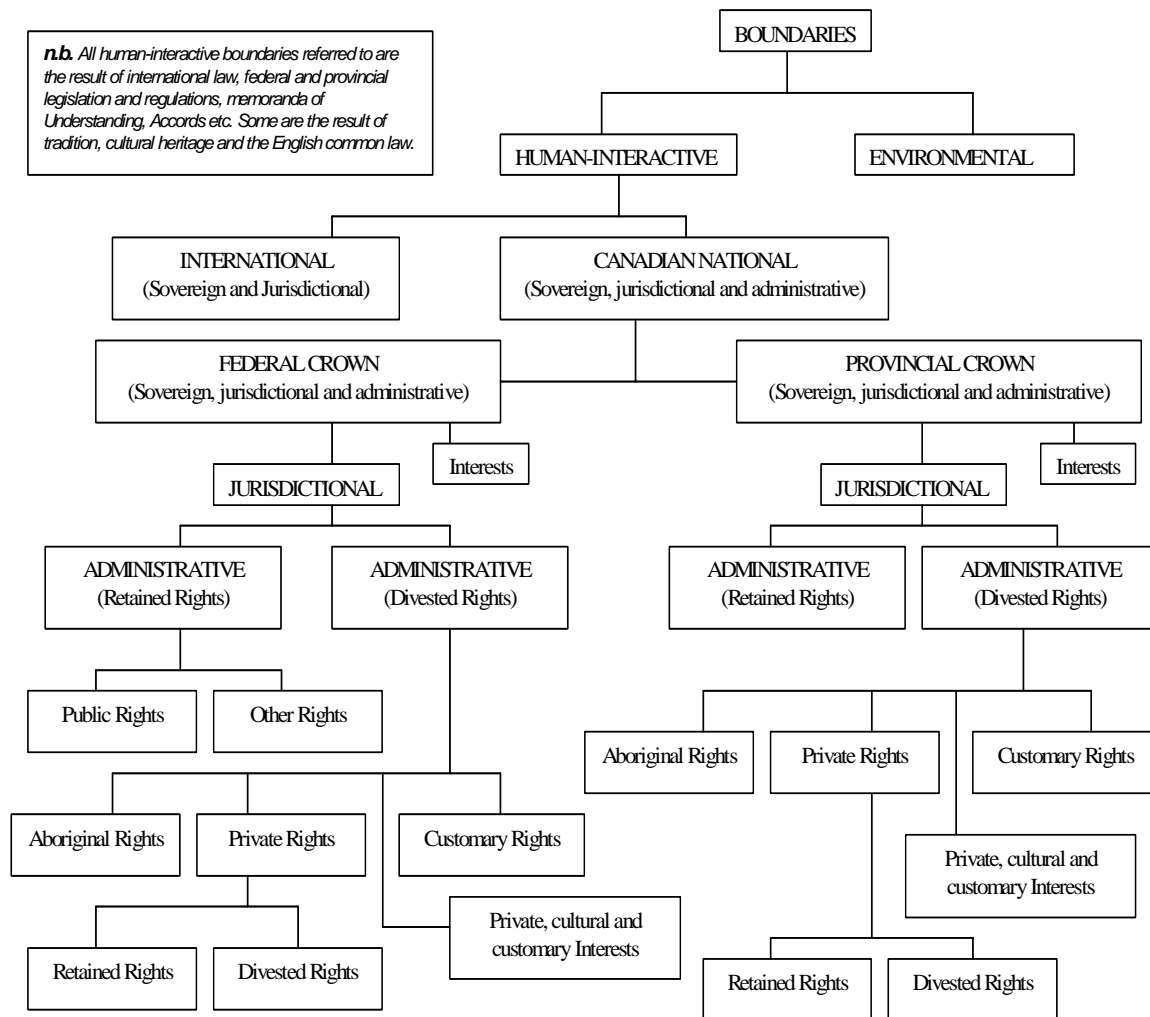 BOUNDARIES
n.b. All human-interactive boundaries referred to are
the result of international law, federal and provincial
legislation and regulations, memoranda of
Understanding, Accords etc. Some are the result of
tradition, cultural heritage and the English common law.
HUMAN-INTERACTIVE
ENVIRONMENTAL
INTERNATIONAL
(Sovereign and Jurisdictional)
CANADIAN NATIONAL
(Sovereign, jurisdictional and administrative)
FEDERAL CROWN
(Sovereign, jurisdictional and administrative)
PROVINCIAL CROWN
(Sovereign, jurisdictional and administrative)
Interests
Interests
JURISDICTIONAL
JURISDICTIONAL
ADMINISTRATIVE
(Retained Rights)
ADMINISTRATIVE
(Divested Rights)
ADMINISTRATIVE
(Retained Rights)
ADMINISTRATIVE
(Divested Rights)
Public Rights
Other Rights
Aboriginal Rights
Private Rights
Customary Rights
Aboriginal Rights
Private Rights
Customary Rights
Private, cultural and
customary Interests
Private, cultural and
customary Interests
Retained Rights
Divested Rights
Retained Rights
Divested Rights